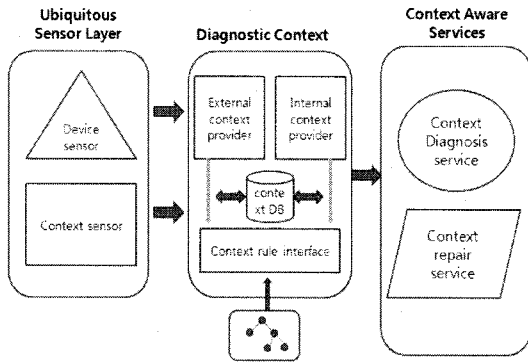 Ubiquitous
Sensor Layer
Device
sensor
Context sensor
Diagnostic Context
External
context
provider
Internal
context
provider
conte
xt DB
Context rule interface
Context Aware
Services
Context
Diagnosis
service
Context
repair
service